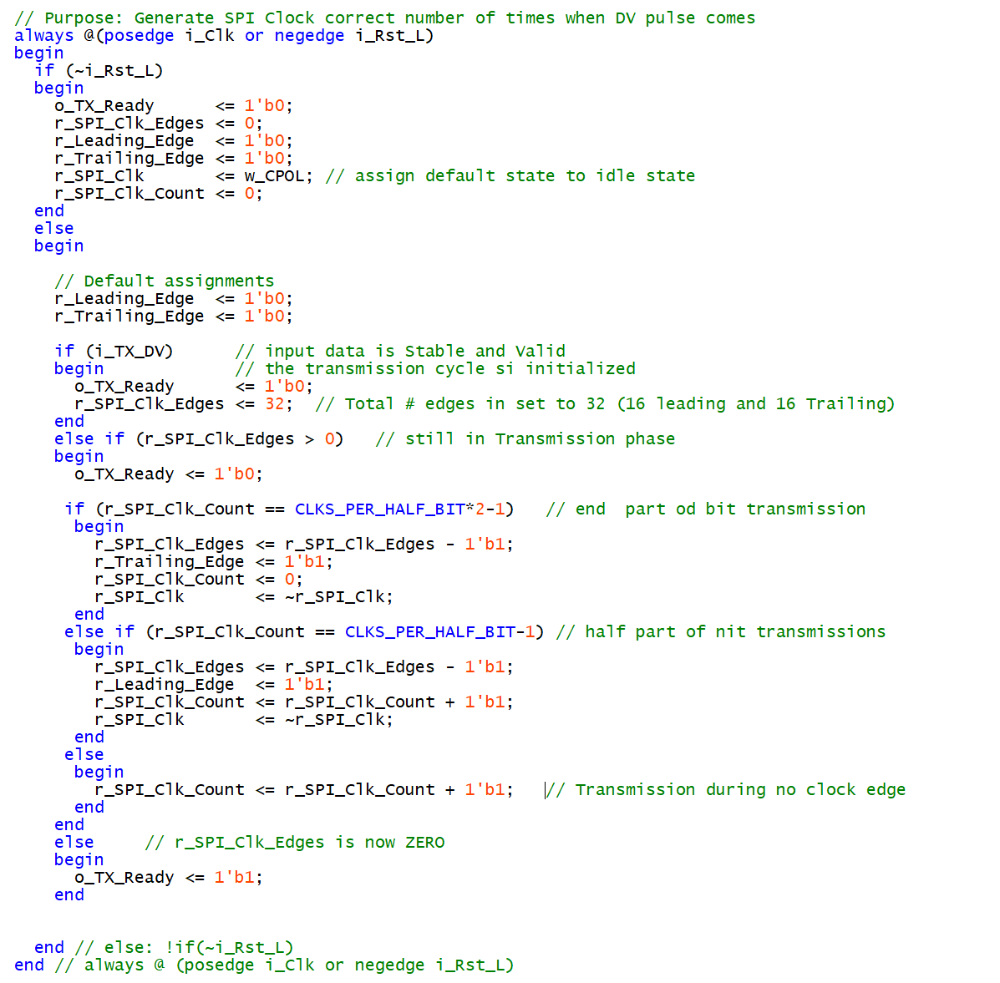 // Purpose: Generate SPI Clock correct number of times when DV pulse comes
always @(posedge i_Clk or negedge i_Rst_L)
begin
  if (~i_Rst_L)
  begin
    o_TX_Ready      <= 1'b0;
    r_SPI_Clk_Edges <= 0;
    r_Leading_Edge  <= 1'b0;
    r_Trailing_Edge <= 1'b0;
    r_SPI_Clk       <= w_CPOL; // assign default state to idle state
    r_SPI_Clk_Count <= 0;
  end
  else
  begin

    // Default assignments
    r_Leading_Edge  <= 1'b0;
    r_Trailing_Edge <= 1'b0;

    if (i_TX_DV)      // input data is Stable and Valid
    begin             // the transmission cycle si initialized
      o_TX_Ready      <= 1'b0;
      r_SPI_Clk_Edges <= 32;  // Total # edges in set to 32 (16 leading and 16 Trailing)
    end
    else if (r_SPI_Clk_Edges > 0)   // still in Transmission phase
    begin
      o_TX_Ready <= 1'b0;

     if (r_SPI_Clk_Count == CLKS_PER_HALF_BIT*2-1)   // end  part od bit transmission
      begin
        r_SPI_Clk_Edges <= r_SPI_Clk_Edges - 1'b1;
        r_Trailing_Edge <= 1'b1;
        r_SPI_Clk_Count <= 0;
        r_SPI_Clk       <= ~r_SPI_Clk;
      end
     else if (r_SPI_Clk_Count == CLKS_PER_HALF_BIT-1) // half part of nit transmissions
      begin
        r_SPI_Clk_Edges <= r_SPI_Clk_Edges - 1'b1;
        r_Leading_Edge  <= 1'b1;
        r_SPI_Clk_Count <= r_SPI_Clk_Count + 1'b1;
        r_SPI_Clk       <= ~r_SPI_Clk;
      end
     else
      begin
        r_SPI_Clk_Count <= r_SPI_Clk_Count + 1'b1;   // Transmission during no clock edge
      end
    end
    else     // r_SPI_Clk_Edges is now ZERO
    begin
      o_TX_Ready <= 1'b1;
    end


  end // else: !if(~i_Rst_L)
end // always @ (posedge i_Clk or negedge i_Rst_L)